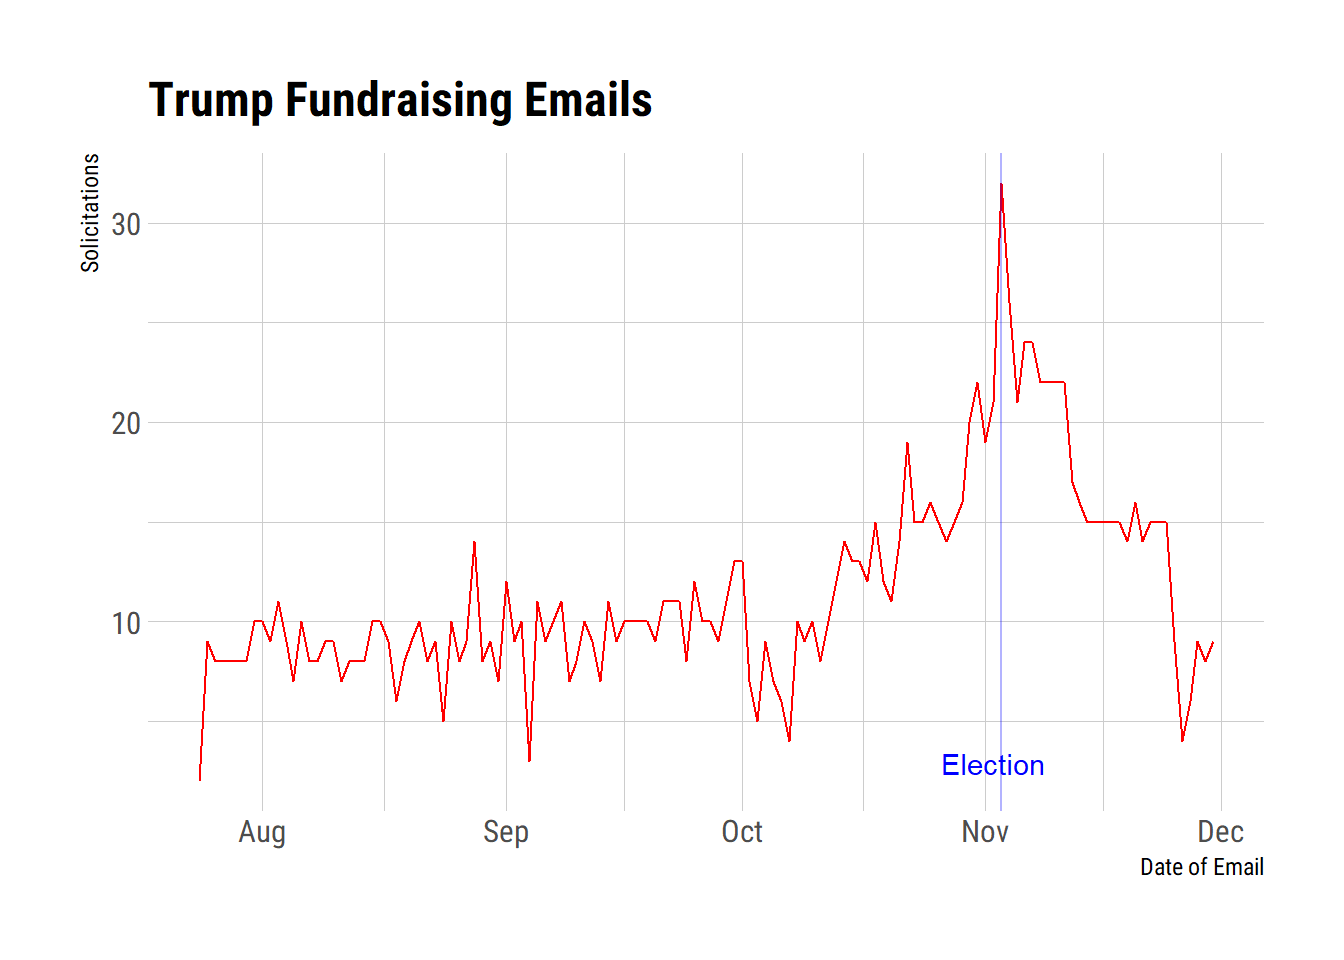 Trump Fundraising Emails
Solicitations
30
20
10
Election
Aug Sep Oct Nov Dec
Date of Email